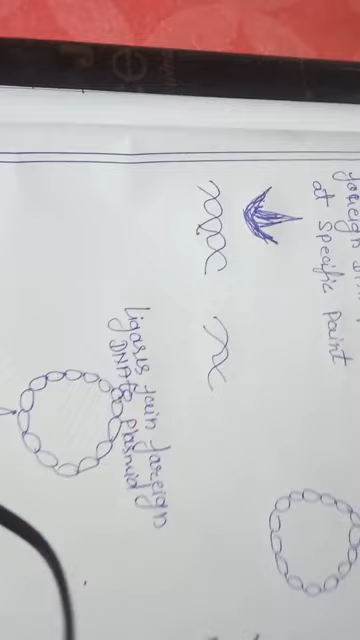 foreign
at specific point
Ligases join foreign
DNA to plasmid